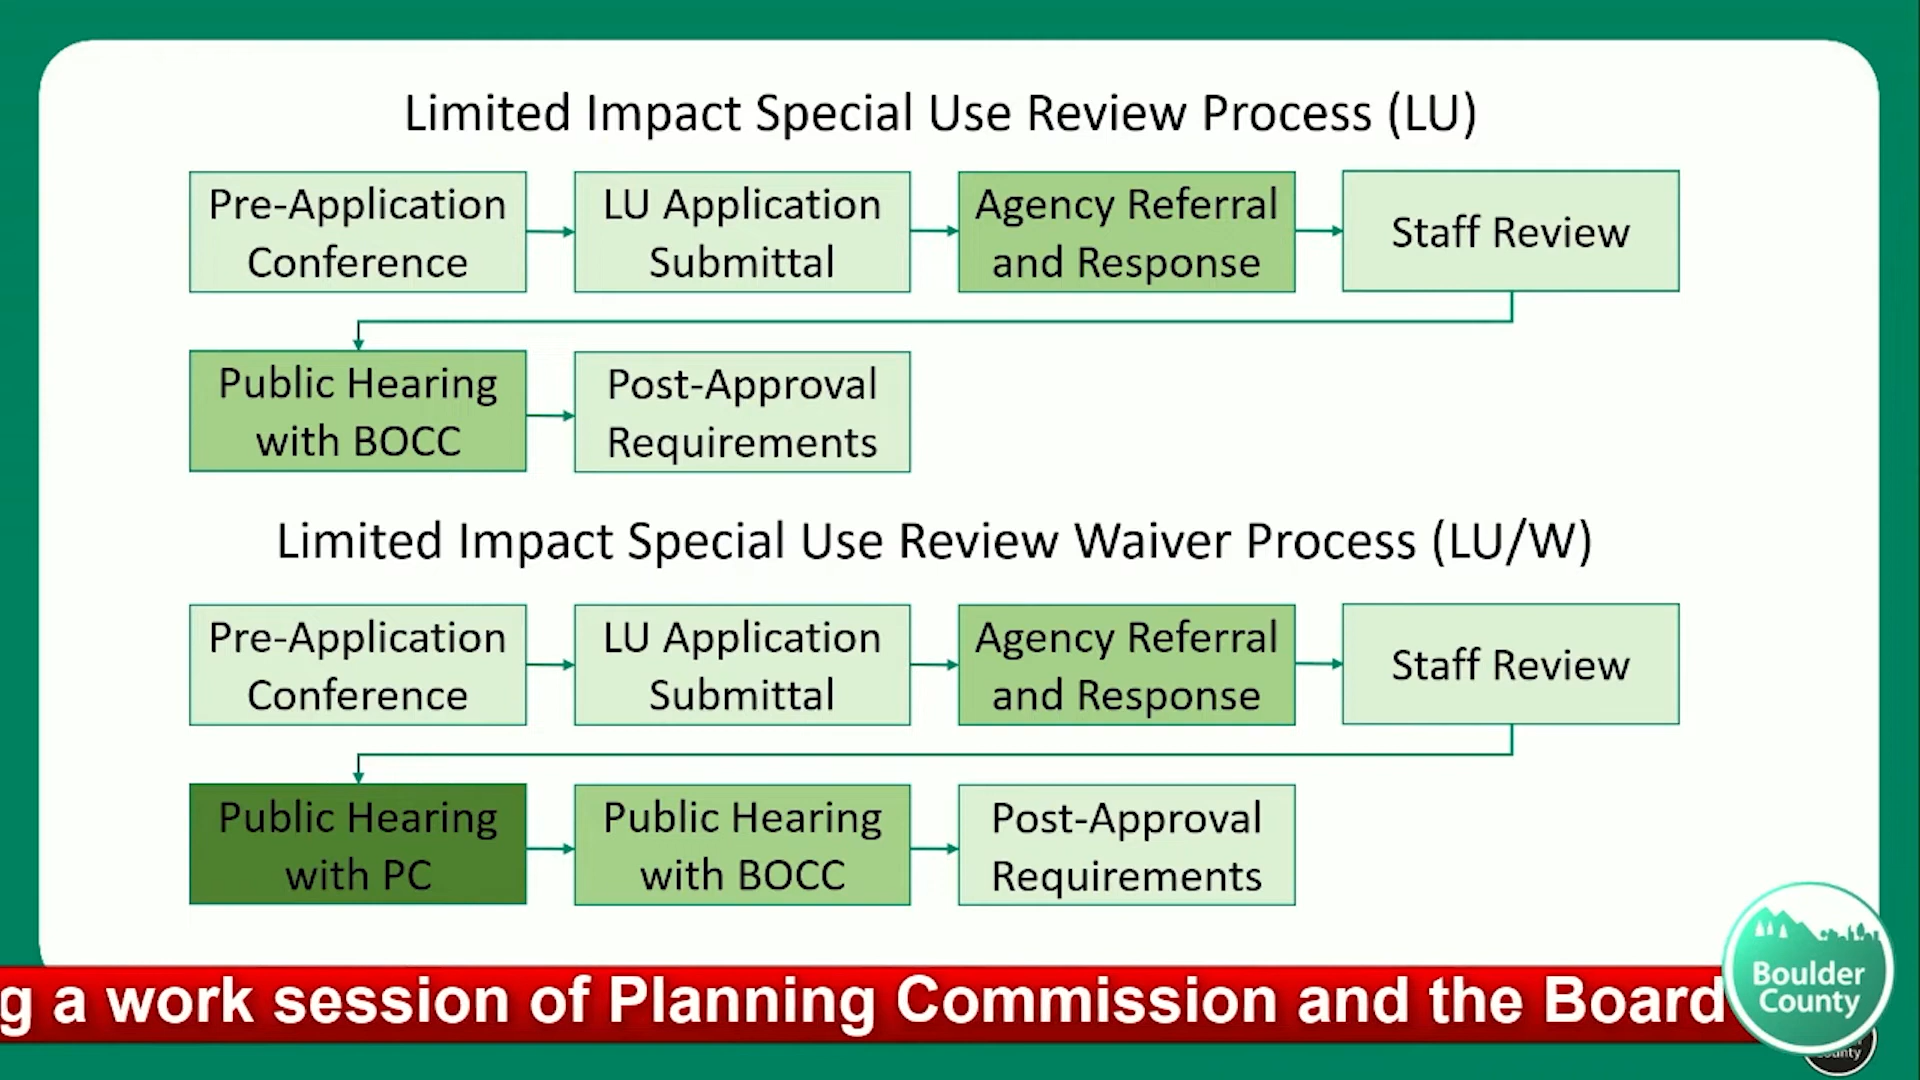 Limited Impact Special Use Review Process (LU)
Pre-Application
Conference
LU Application
Submittal
Agency Referral
and Response
Staff Review
Public Hearing
with BOCC
Post-Approval
Requirements
Limited Impact Special Use Review Waiver Process (LU/W)
Pre-Application
Conference
LU Application
Submittal
Agency Referral
and Response
Staff Review
Public Hearing
with PC
Public Hearing
with BOCC
Post-Approval
Requirements
g a work session of Planning Commission and the Board
Boulder
County